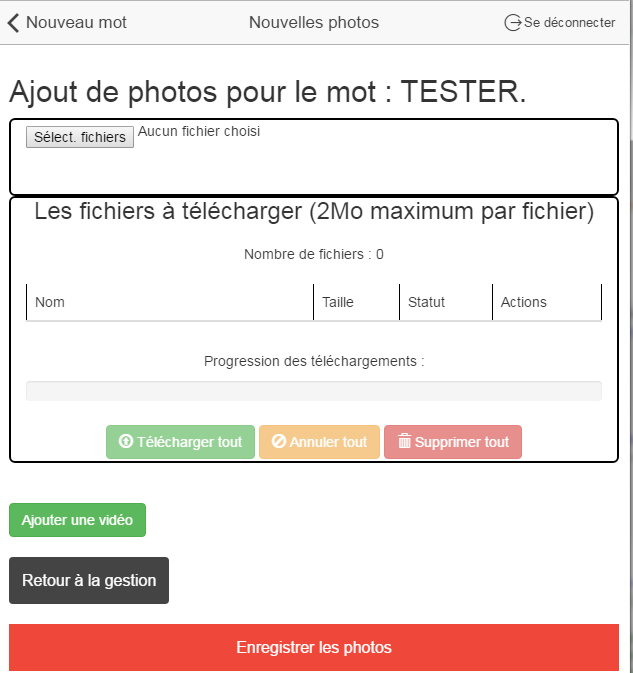 Nouveau mot Nouvelles photos Se déconnecter
Ajout de photos pour le mot : TESTER.
Sélect. fichiers Aucun fichier choisi
Les fichiers à télécharger (2Mo maximum par fichier)
Nombre de fichiers : 0
Nom Taille Statut Actions
Progression des téléchargements :
Télécharger tout Annuler tout Supprimer tout
Ajouter une vidéo
Retour à la gestion
Enregistrer les photos